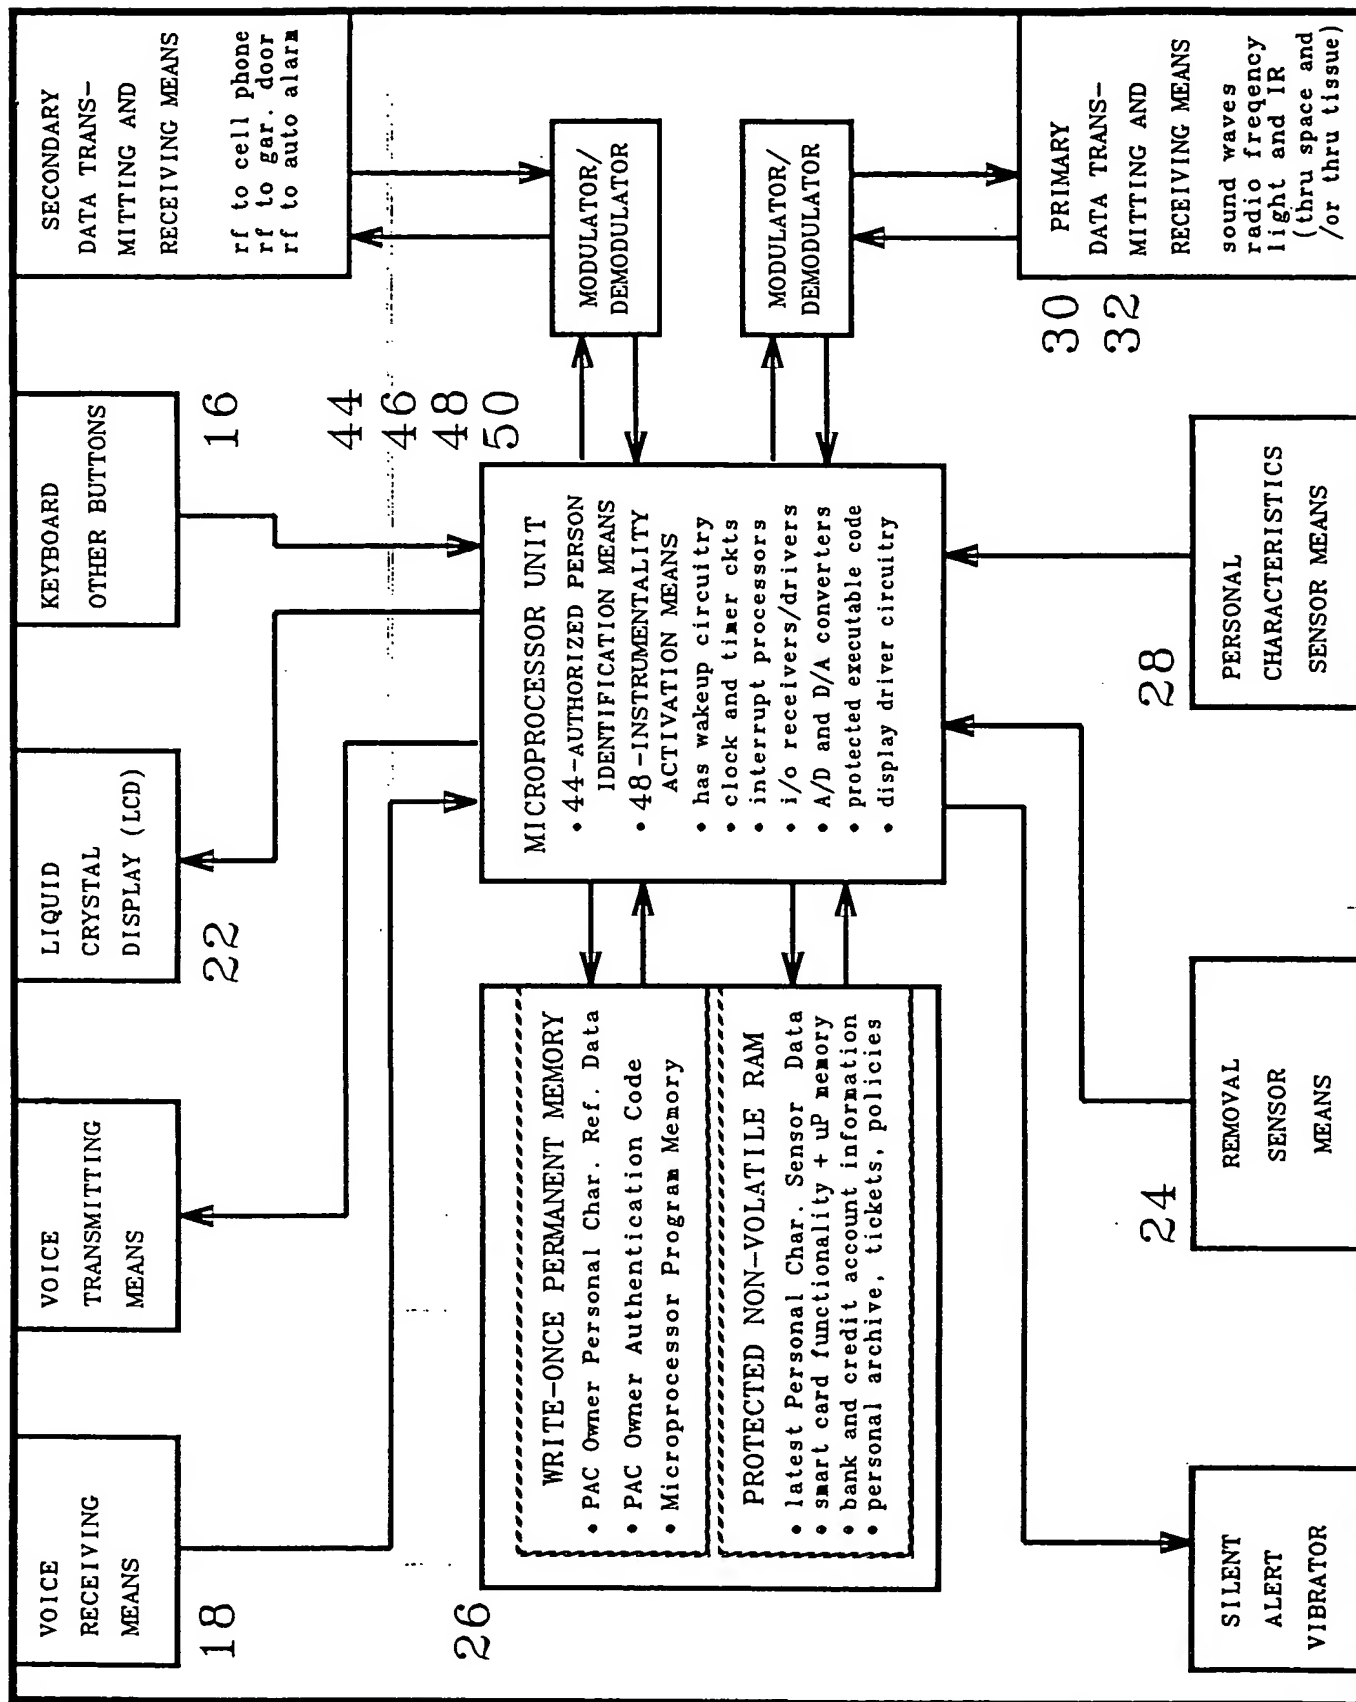 VOICE
RECEIVING
MEANS
18
VOICE
TRANSMITTING
MEANS
LIQUID
CRYSTAL
DISPLAY (LCD)
22
KEYBOARD
OTHER BUTTONS
16
SECONDARY
DATA TRANS-
MITTING AND
RECEIVING MEANS
rf to cell phone
rf to gar. door
rf to auto alarm
44
46
48
50
26
WRITE-ONCE PERMANENT MEMORY
• PAC Owner Personal Char. Ref. Data
• PAC Owner Authentication Code
• Microprocessor Program Memory
PROTECTED NON-VOLATILE RAM
• latest Personal Char. Sensor Data
• smart card functionality + uP memory
• bank and credit account information
• personal archive, tickets, policies
MICROPROCESSOR UNIT
• 44-AUTHORIZED PERSON
IDENTIFICATION MEANS
• 48-INSTRUMENTALITY
ACTIVATION MEANS
• has wakeup circuitry
• clock and timer ckts
• interrupt processors
• i/o receivers/drivers
• A/D and D/A converters
• protected executable code
• display driver circuitry
MODULATOR/
DEMODULATOR
MODULATOR/
DEMODULATOR
SILENT
ALERT
VIBRATOR
24
REMOVAL
SENSOR
MEANS
28
PERSONAL
CHARACTERISTICS
SENSOR MEANS
30
32
PRIMARY
DATA TRANS-
MITTING AND
RECEIVING MEANS
sound waves
radio freqency
light and IR
(thru space and
/or thru tissue)